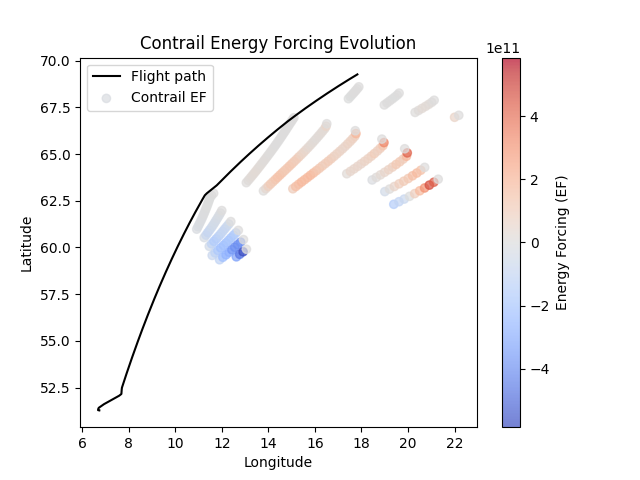 Contrail Energy Forcing Evolution
1e11
Flight path
Contrail EF
70.0
67.5
65.0
62.5
60.0
57.5
55.0
52.5
Latitude
6 8 10 12 14 16 18 20 22
Longitude
4
2
0
−2
−4
Energy Forcing (EF)